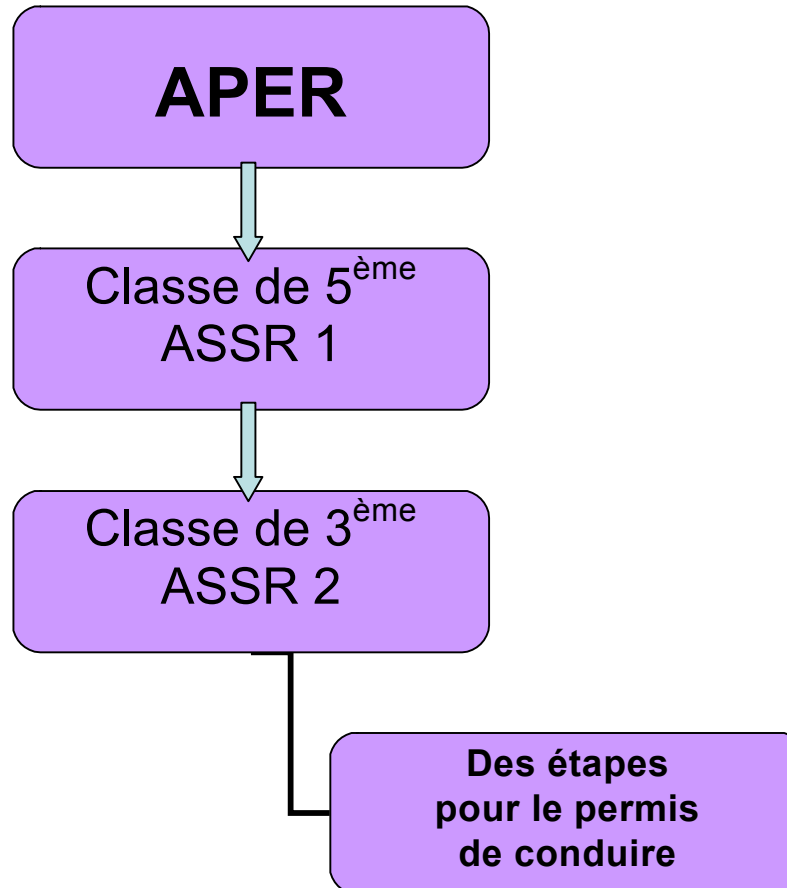 APER
Classe de 5ème
ASSR 1
Classe de 3ème
ASSR 2
Des étapes
pour le permis
de conduire